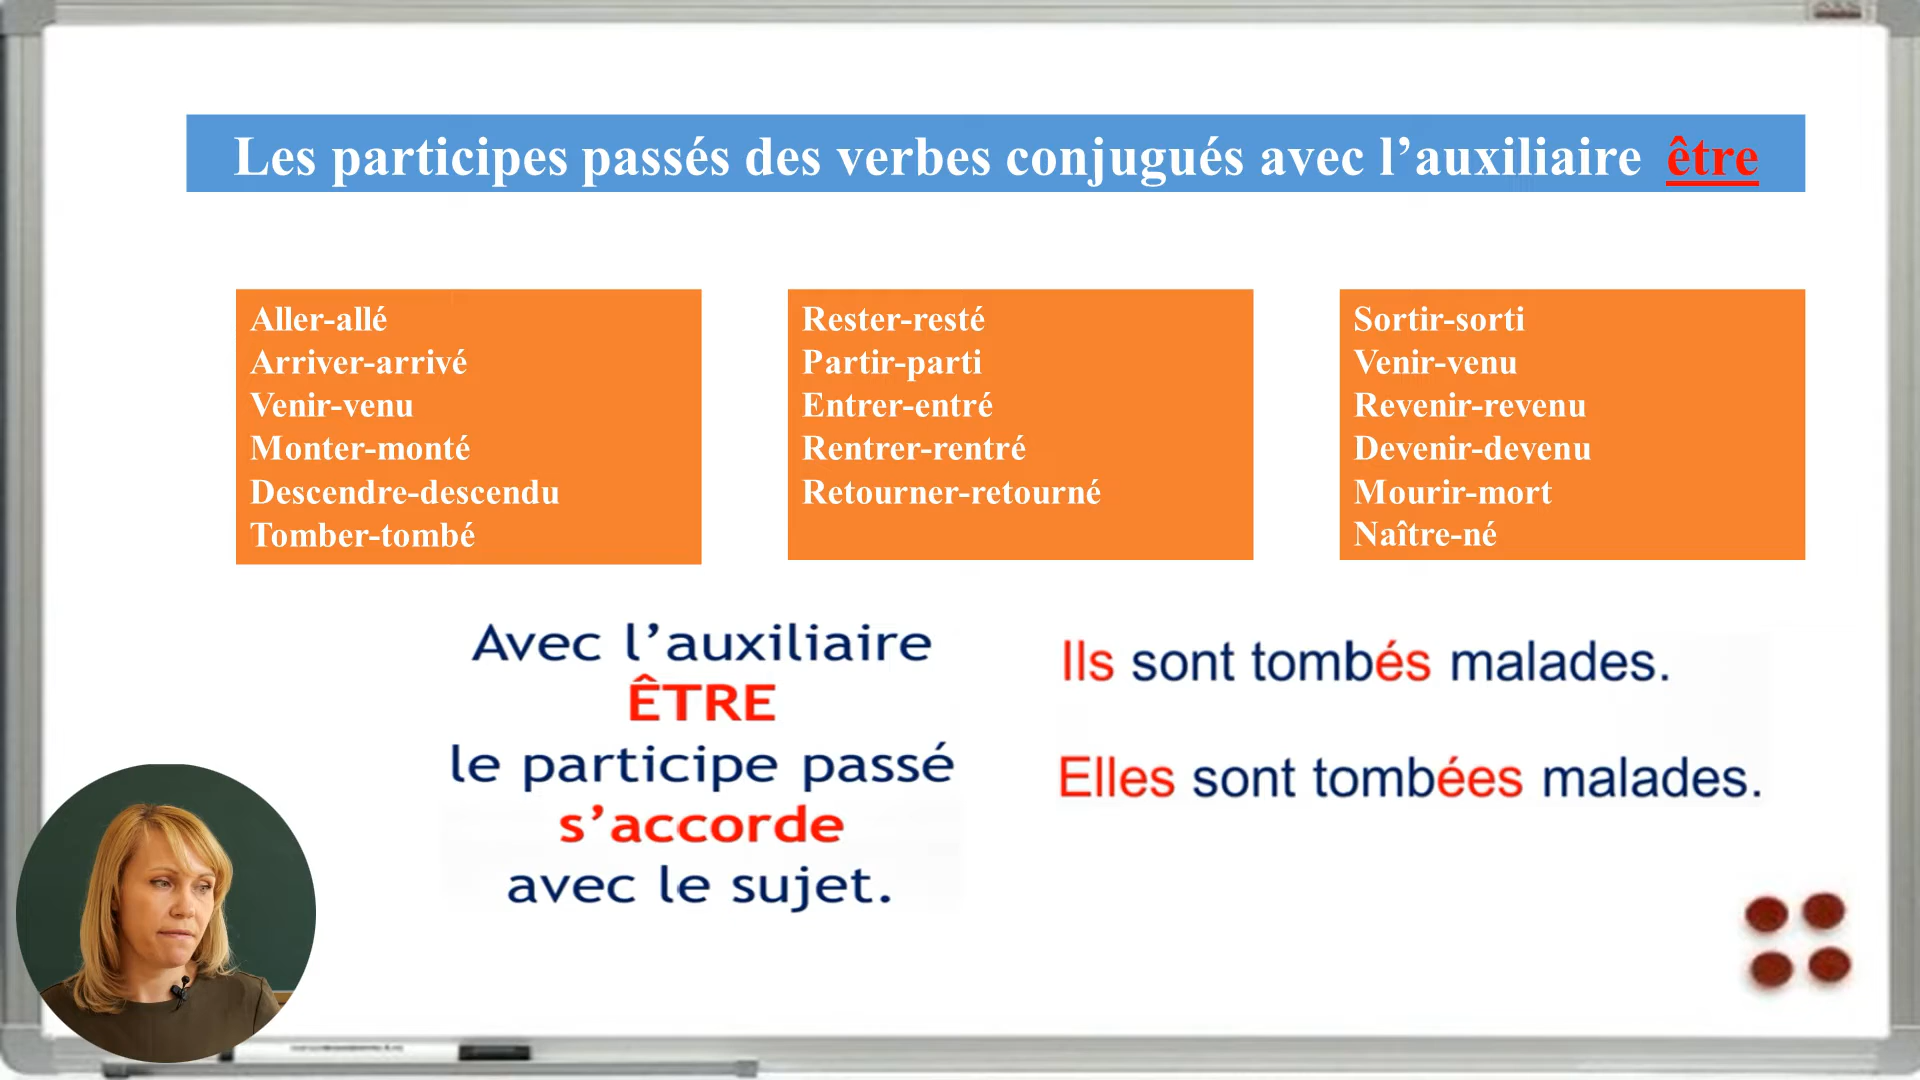 Les participes passés des verbes conjugués avec l’auxiliaire être
Aller-allé
Arriver-arrivé
Venir-venu
Monter-monté
Descendre-descendu
Tomber-tombé
Rester-resté
Partir-parti
Entrer-entré
Rentrer-rentré
Retourner-retourné
Sortir-sorti
Venir-venu
Revenir-revenu
Devenir-devenu
Mourir-mort
Naître-né
Avec l’auxiliaire
ÊTRE
le participe passé
s’accorde
avec le sujet.
Ils sont tombés malades.
Elles sont tombées malades.